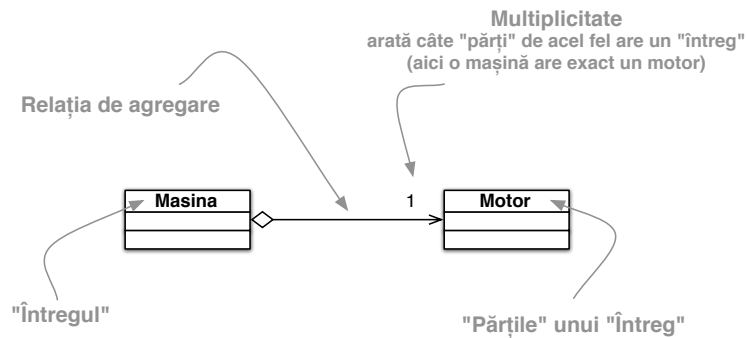 Multiplicitate
arată câte "părți" de acel fel are un "întreg"
(aici o mașină are exact un motor)
Relația de agregare
Masina
1
Motor
"Întregul"
"Părțile" unui "Întreg"